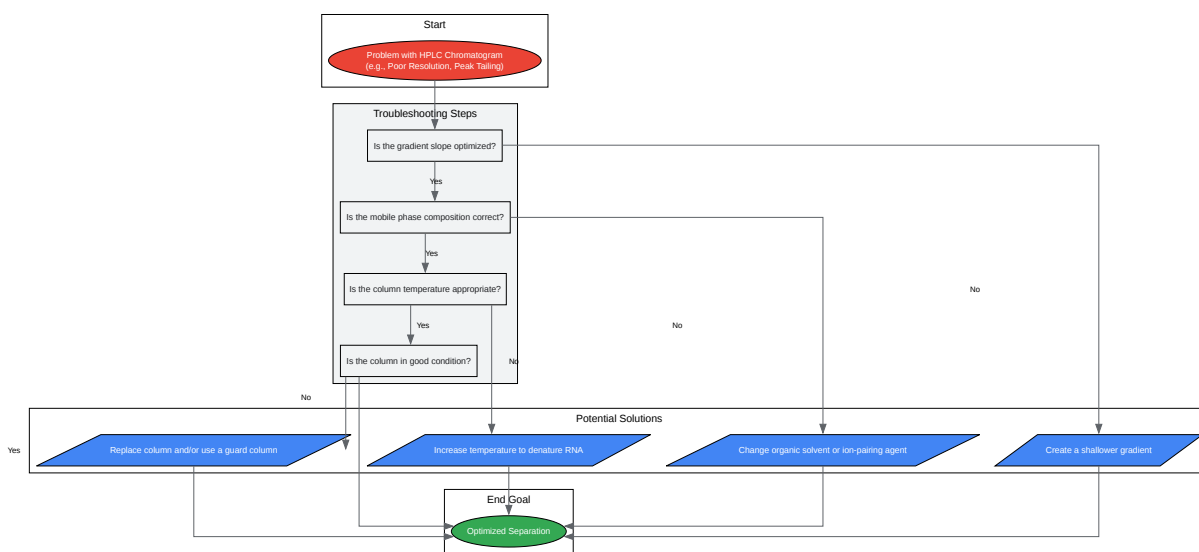 Start
Problem with HPLC Chromatogram
(e.g., Poor Resolution, Peak Tailing)
Troubleshooting Steps
Is the gradient slope optimized?
Yes
Is the mobile phase composition correct?
Yes
Is the column temperature appropriate?
No
Yes
No
Is the column in good condition?
No
No
Potential Solutions
Yes
Replace column and/or use a guard column
Increase temperature to denature RNA
Change organic solvent or ion-pairing agent
Create a shallower gradient
End Goal
Optimized Separation